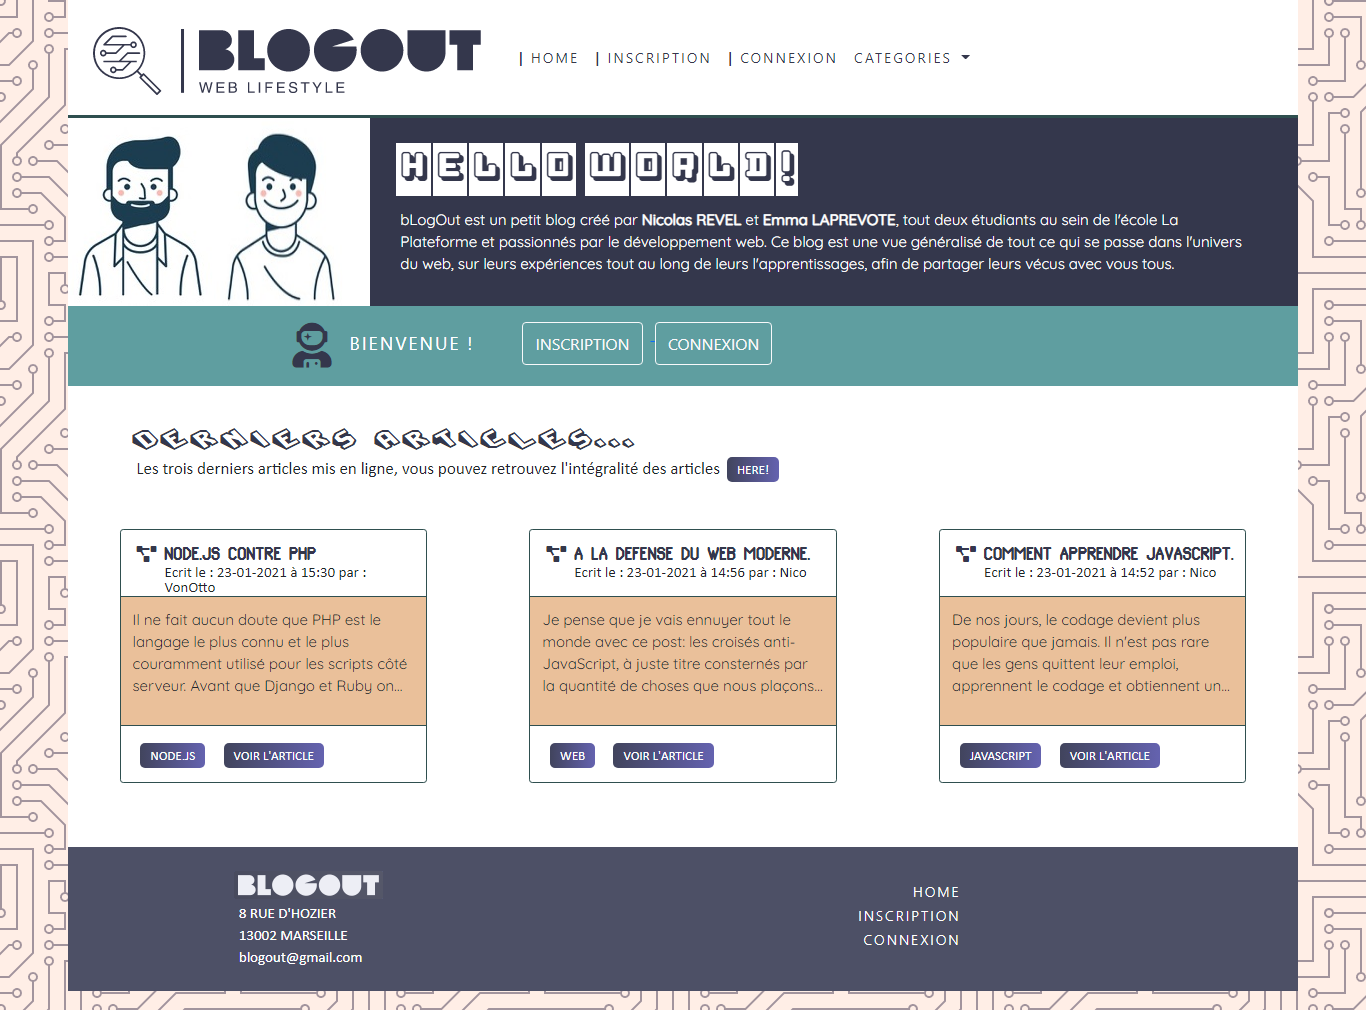 BLOGOUT
WEB LIFESTYLE
| HOME | INSCRIPTION | CONNEXION CATEGORIES
HELLO WORLD!
bLogOut est un petit blog créé par Nicolas REVEL et Emma LAPREVOTE, tout deux étudiants au sein de l'école La
Plateforme et passionnés par le développement web. Ce blog est une vue généralisé de tout ce qui se passe dans l'univers
du web, sur leurs expériences tout au long de leurs l'apprentissages, afin de partager leurs vécus avec vous tous.
BIENVENUE ! INSCRIPTION - CONNEXION
DERNIERS ARTICLES...
Les trois derniers articles mis en ligne, vous pouvez retrouvez l'intégralité des articles HERE!
NODE.JS CONTRE PHP
Ecrit le : 23-01-2021 à 15:30 par :
VonOtto
Il ne fait aucun doute que PHP est le
langage le plus connu et le plus
couramment utilisé pour les scripts côté
serveur. Avant que Django et Ruby on...
NODE.JS VOIR L'ARTICLE
A LA DEFENSE DU WEB MODERNE.
Ecrit le : 23-01-2021 à 14:56 par : Nico
Je pense que je vais ennuyer tout le
monde avec ce post: les croisés anti-
JavaScript, à juste titre consternés par
la quantité de choses que nous plaçons...
WEB VOIR L'ARTICLE
COMMENT APPRENDRE JAVASCRIPT.
Ecrit le : 23-01-2021 à 14:52 par : Nico
De nos jours, le codage devient plus
populaire que jamais. Il n'est pas rare
que les gens quittent leur emploi,
apprennent le codage et obtiennent un...
JAVASCRIPT VOIR L'ARTICLE
BLOGOUT
8 RUE D'HOZIER
13002 MARSEILLE
blogout@gmail.com
HOME
INSCRIPTION
CONNEXION